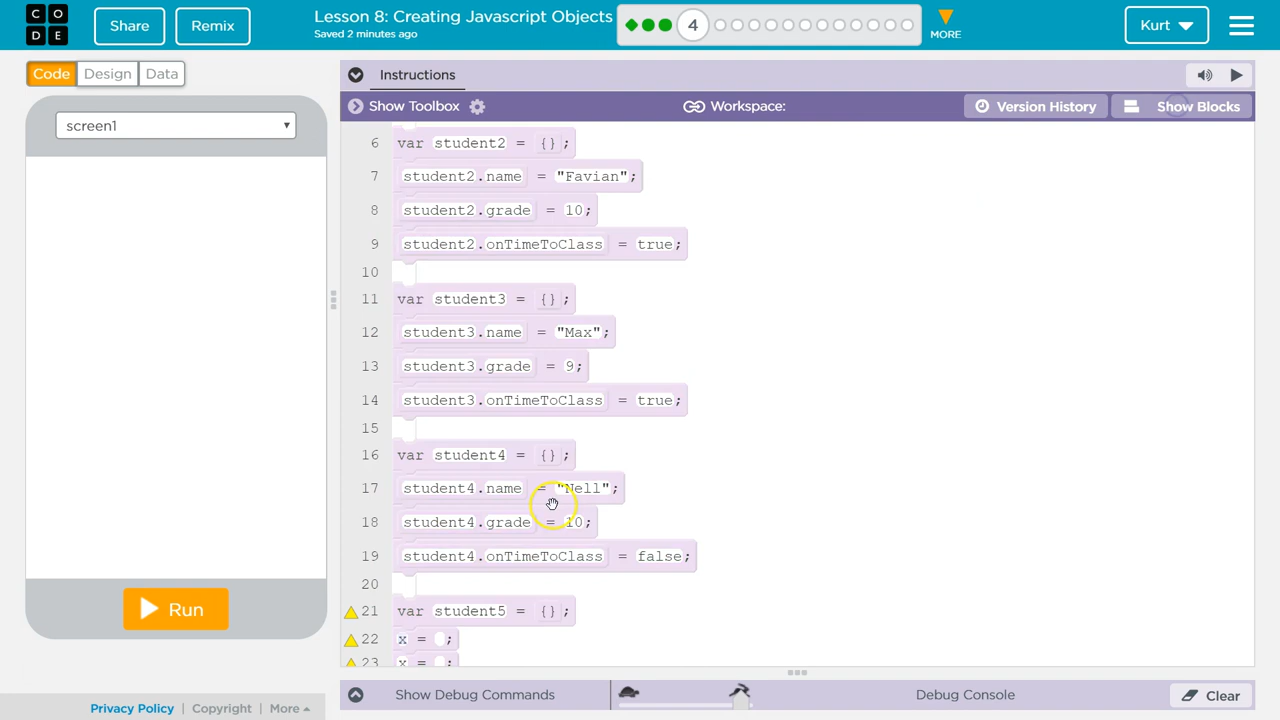 C O
D E
Share
Remix
Lesson 8: Creating Javascript Objects
Saved 2 minutes ago
4
MORE
Kurt
Code
Design
Data
Instructions
screen1
Show Toolbox
Workspace:
Version History
Show Blocks
6 var student2 = {};
7 student2.name = "Favian";
8 student2.grade = 10;
9 student2.onTimeToClass = true;
10
11 var student3 = {};
12 student3.name = "Max";
13 student3.grade = 9;
14 student3.onTimeToClass = true;
15
16 var student4 = {};
17 student4.name = "Nell";
18 student4.grade = 10;
19 student4.onTimeToClass = false;
20
21 var student5 = {};
22 x = ;
23 x = ;
Run
Show Debug Commands
Debug Console
Clear
Privacy Policy | Copyright | More